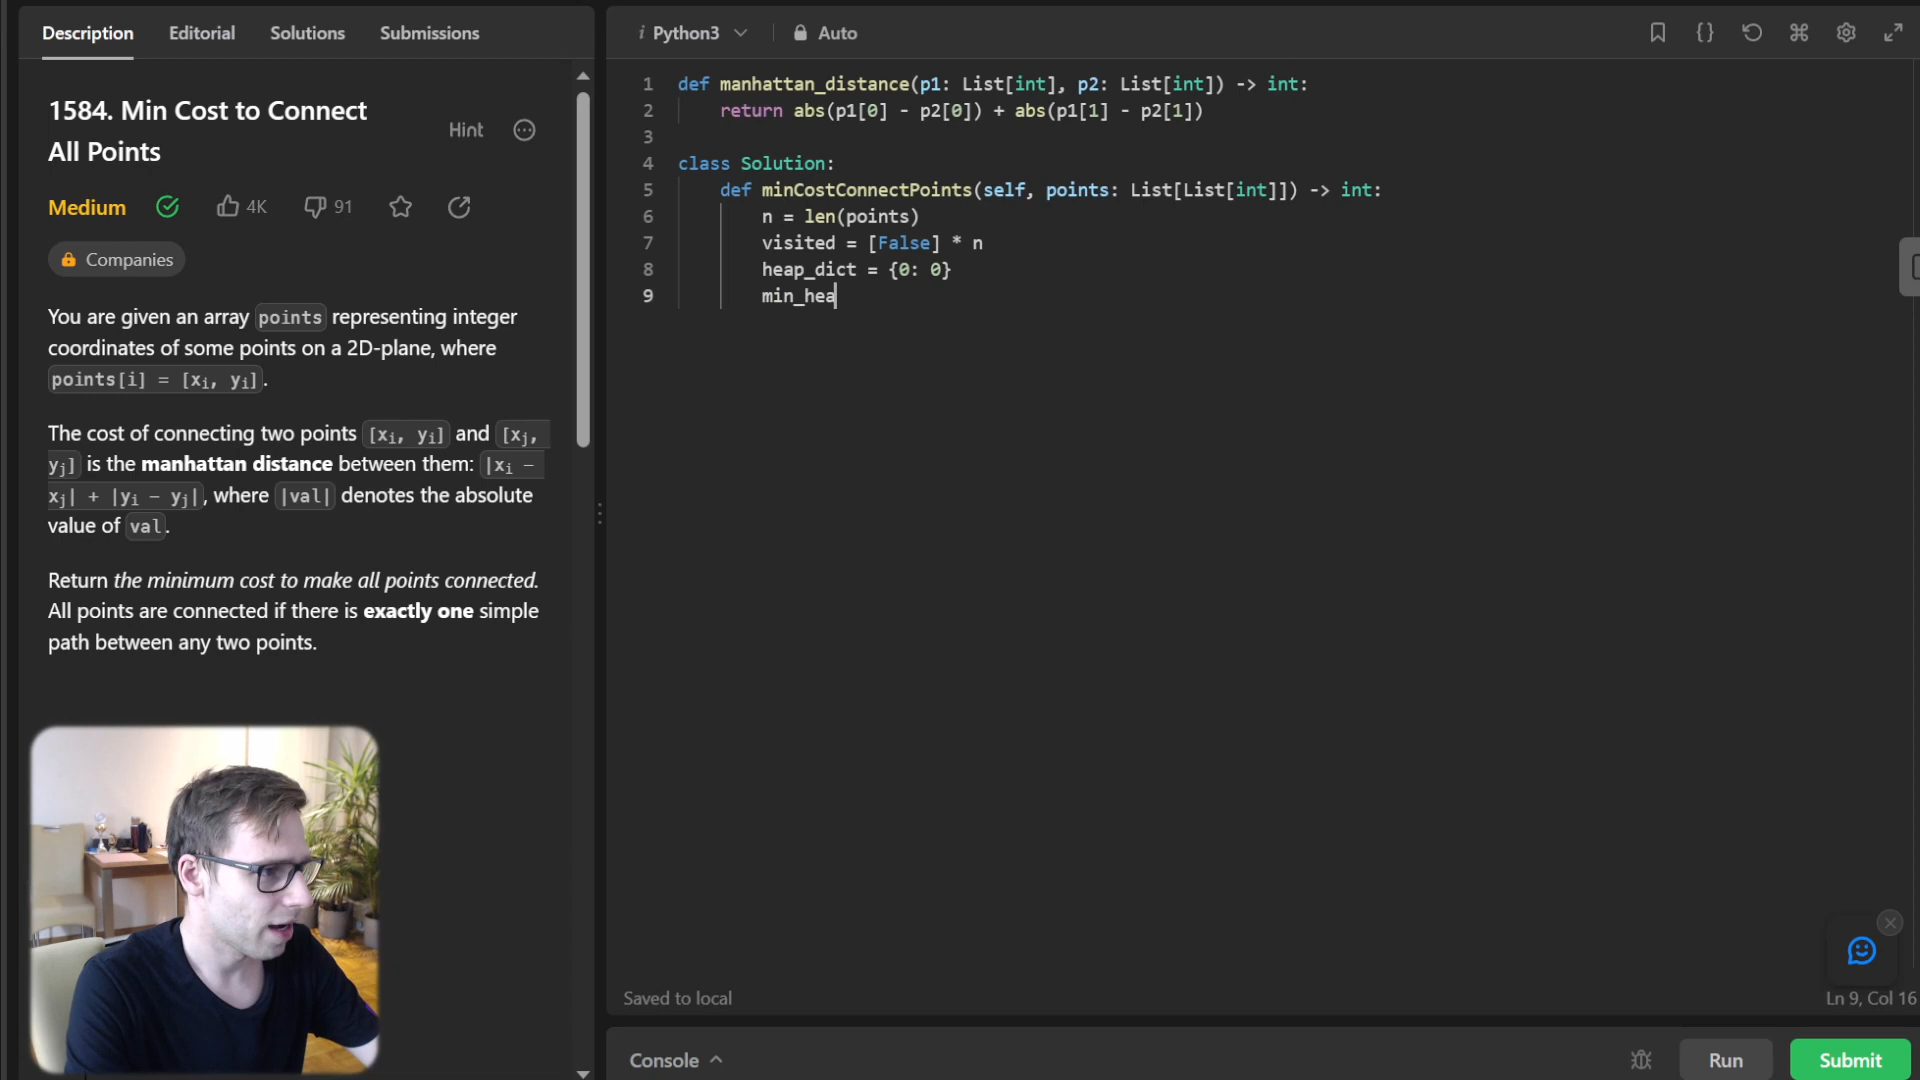 Description Editorial Solutions Submissions
1584. Min Cost to Connect
All Points
Hint
Medium 4K 91
Companies
You are given an array points representing integer
coordinates of some points on a 2D-plane, where
points[i] = [xi, yi].
The cost of connecting two points [xi, yi] and [xj,
yj] is the manhattan distance between them: |xi -
xj| + |yi - yj|, where |val| denotes the absolute
value of val.
Return the minimum cost to make all points connected.
All points are connected if there is exactly one simple
path between any two points.
i Python3 Auto
1 def manhattan_distance(p1: List[int], p2: List[int]) -> int:
2 return abs(p1[0] - p2[0]) + abs(p1[1] - p2[1])
3
4 class Solution:
5 def minCostConnectPoints(self, points: List[List[int]]) -> int:
6 n = len(points)
7 visited = [False] * n
8 heap_dict = {0: 0}
9 min_hea
Saved to local
Ln 9, Col 16
Console
Run
Submit